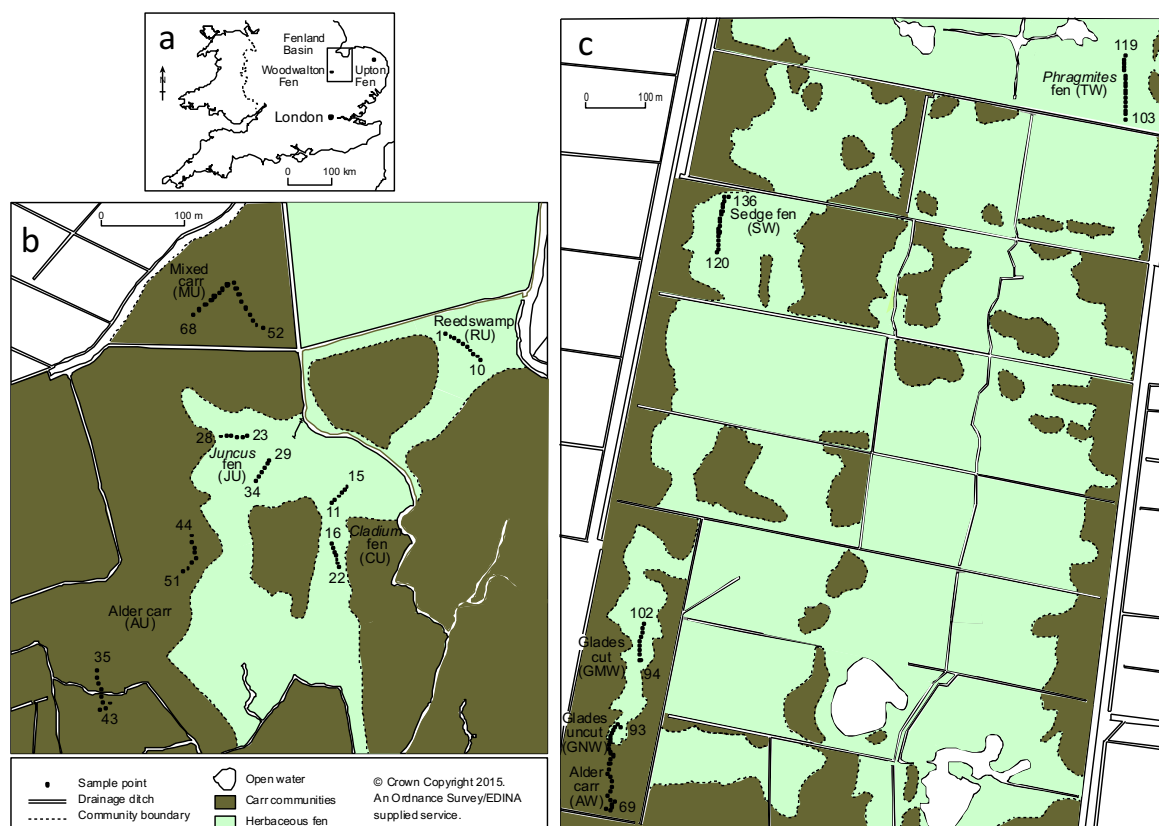 a
N
Fenland
Basin
Woodwalton
Fen
Upton
Fen
London
0 100 km
b
0 100 m
Mixed
carr
(MU)
68
52
Reedswamp
(RU)
1
10
28
23
Juncus
fen
(JU)
29
34
15
11
16
Cladium
fen
(CU)
22
44
51
Alder carr
(AU)
35
43
Sample point
Drainage ditch
Community boundary
Open water
Carr communities
Herbaceous fen
© Crown Copyright 2015.
An Ordnance Survey/EDINA
supplied service.
c
0 100 m
119
Phragmites
fen (TW)
103
136
Sedge fen
(SW)
120
102
Glades
cut
(GMW)
94
Glades
uncut
(GNW)
93
Alder
carr
(AW)
69